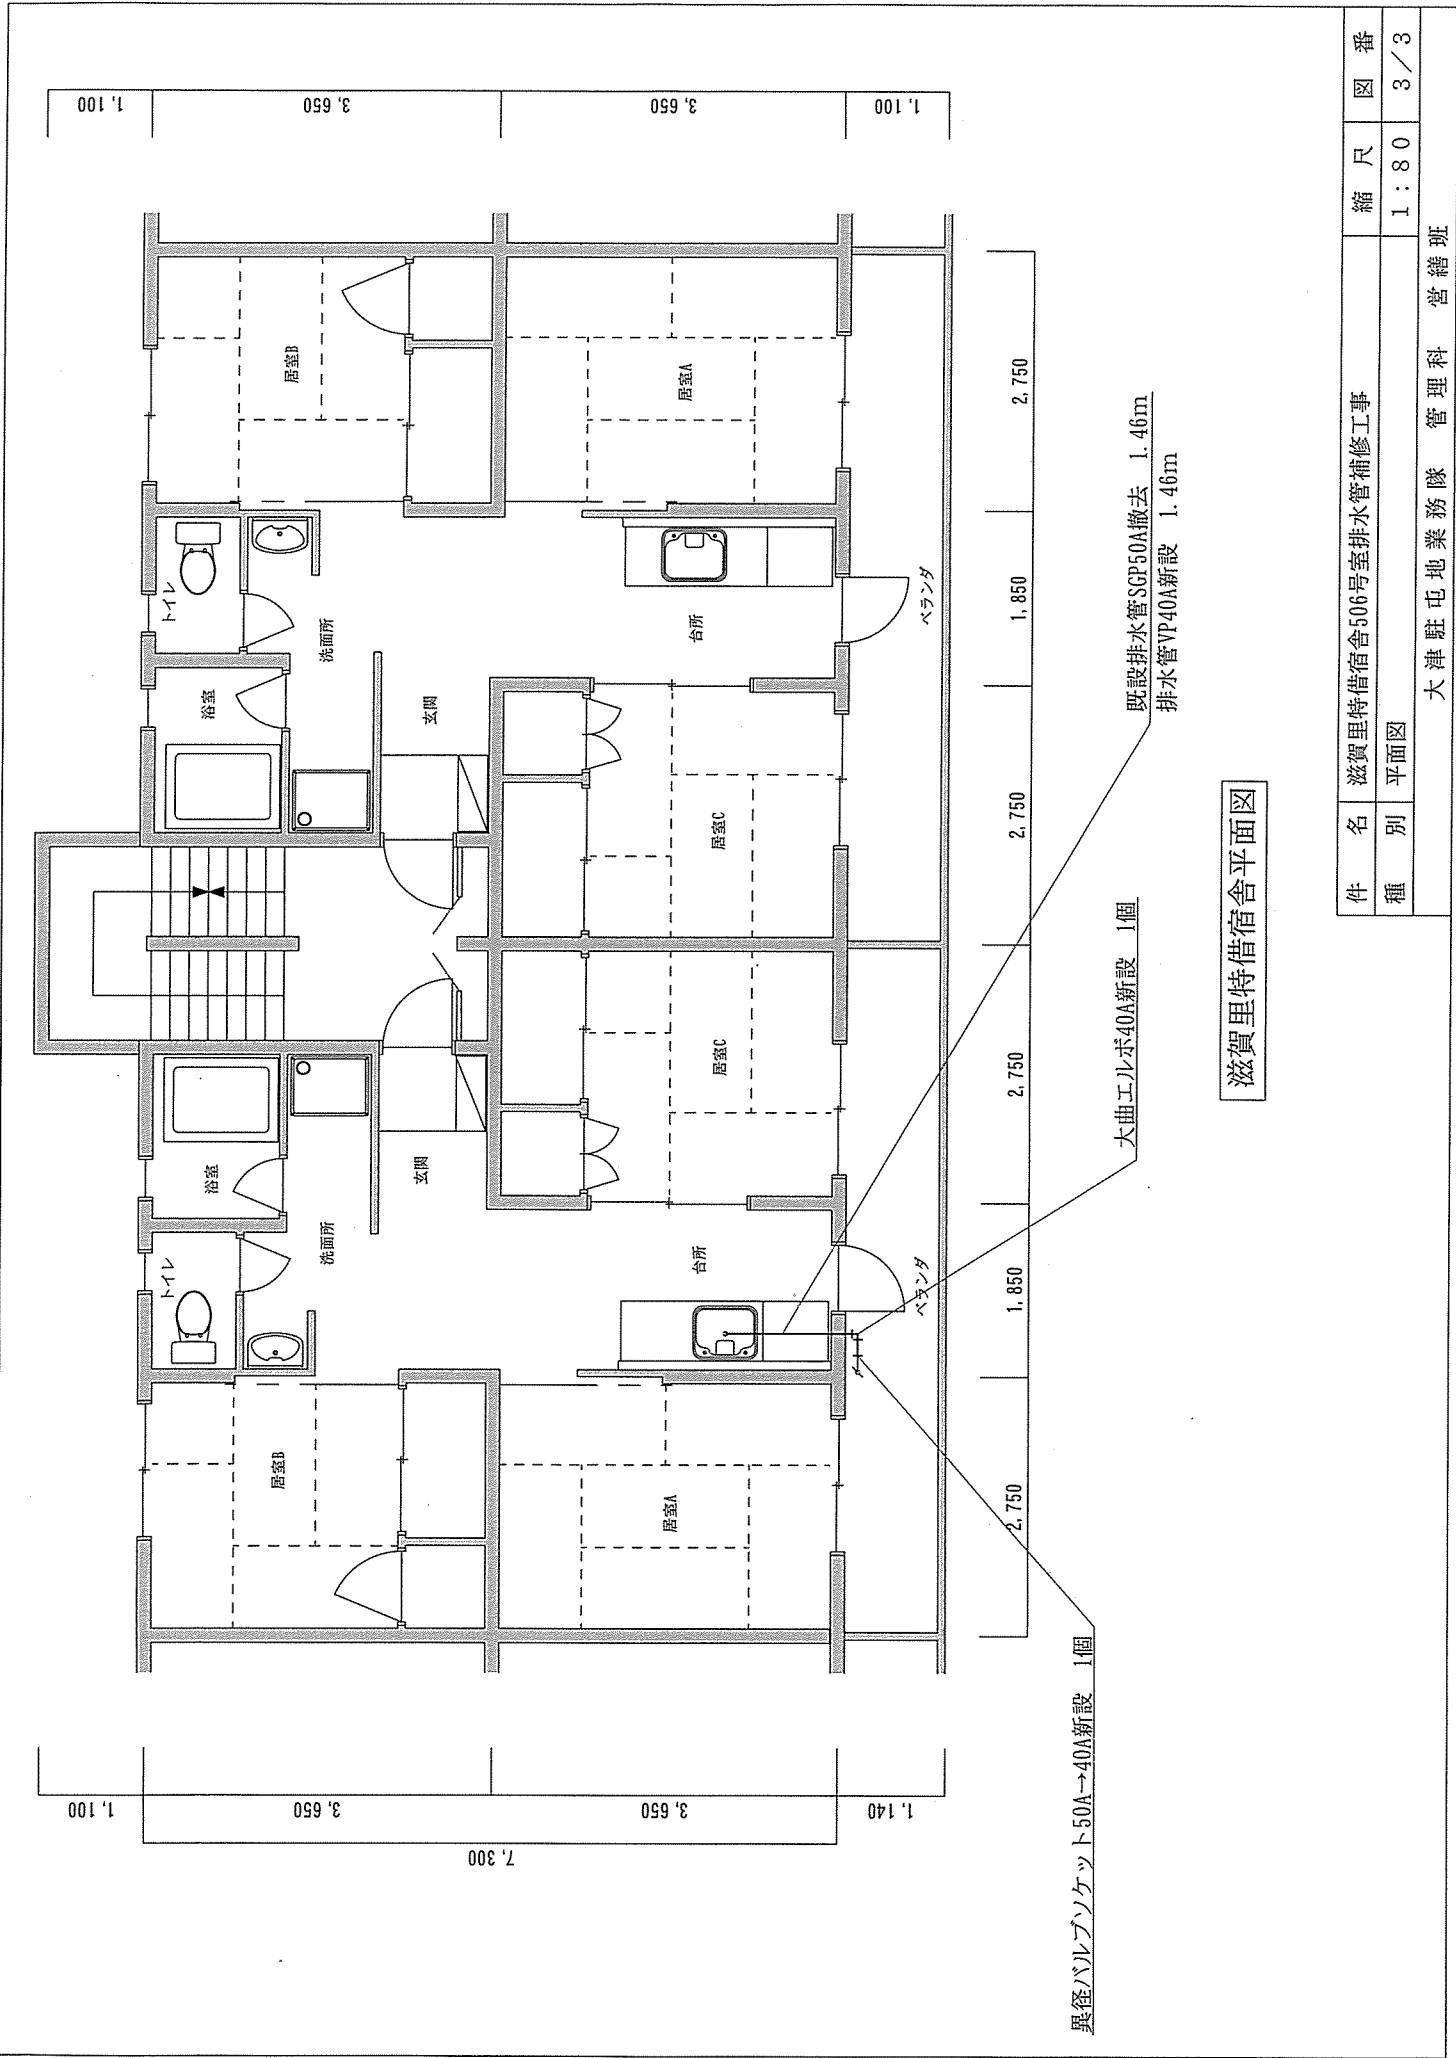 1,100
3,650
3,650
1,140
7,300
1,100
3,650
3,650
1,100
トイレ
浴室
洗面所
玄関
居室B
居室A
台所
居室C
ベランダ
浴室
トイレ
洗面所
玄関
居室B
居室C
台所
居室A
ベランダ
2,750
1,850
2,750
2,750
1,850
2,750
異径バルブソケット50A→40A新設 1個
大曲エルボ40A新設 1個
既設排水管SGP50A撤去 1.46m
排水管VP40A新設 1.46m
滋賀里特借宿舎平面図
件 名 滋賀里特借宿舎506号室排水管補修工事 縮 尺 図 番
種 別 平面図 1：80 3／3
大津駐屯地業務隊 管理科 営繕班